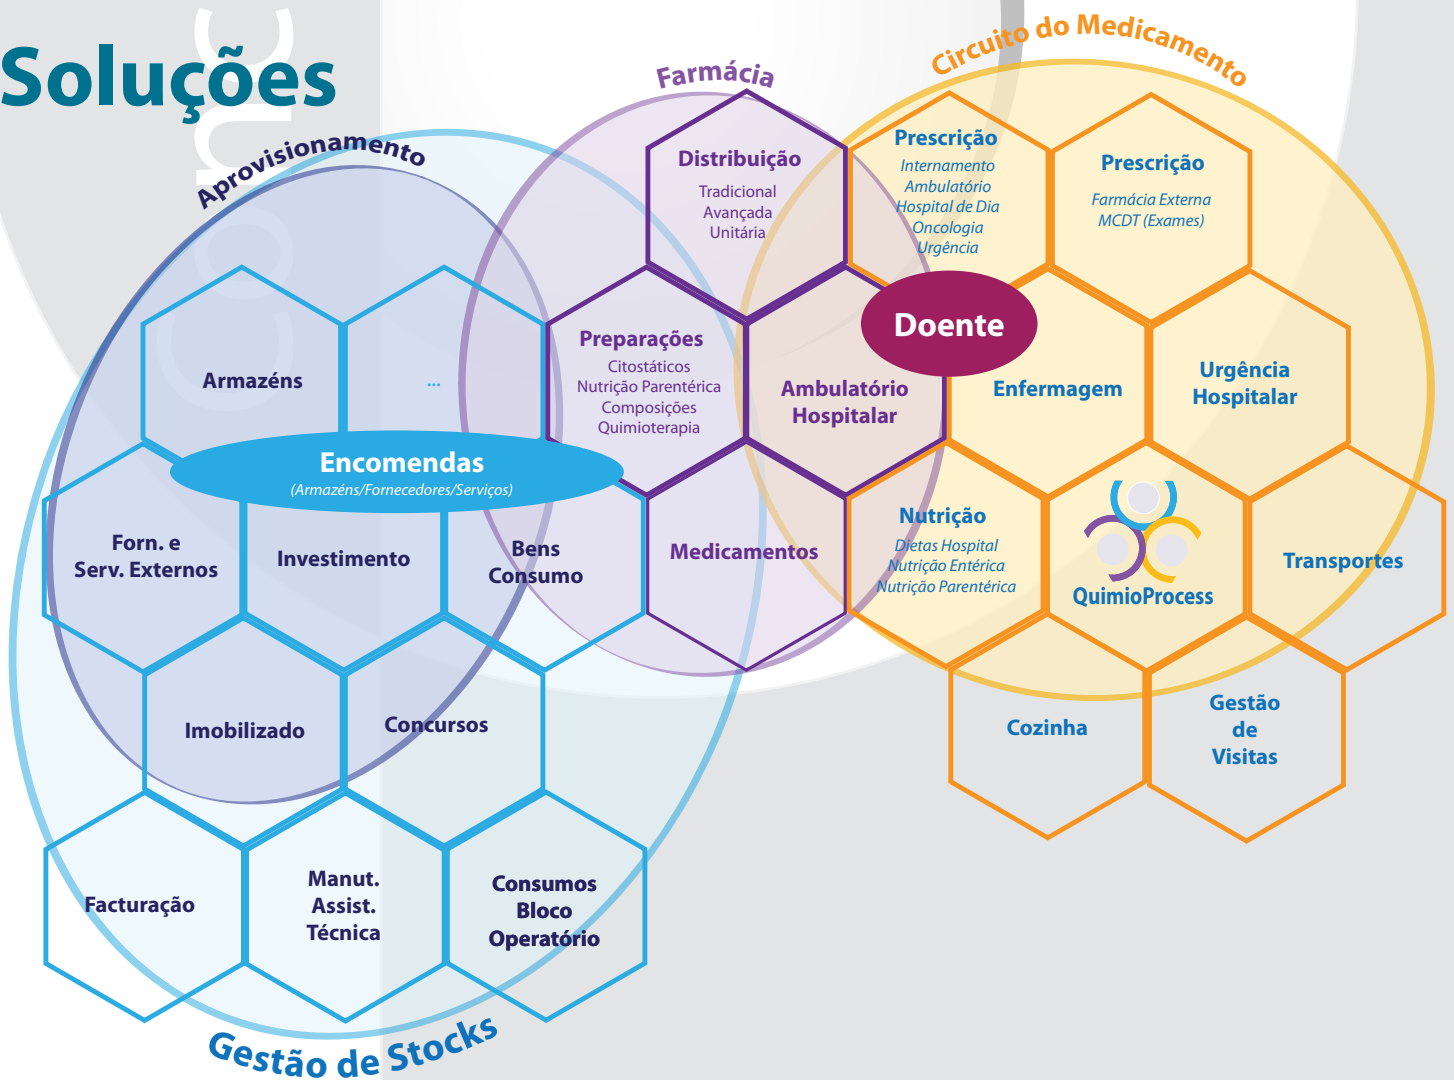 Soluções
Conc
Circuito do Medicamento
Farmácia
Aprovisionamento
Distribuição
Tradicional
Avançada
Unitária
Prescrição
Internamento
Ambulatório
Hospital de Dia
Oncologia
Urgência
Prescrição
Farmácia Externa
MCDT (Exames)
Doente
Armazéns
...
Preparações
Citostáticos
Nutrição Parentérica
Composições
Quimioterapia
Ambulatório
Hospitalar
Enfermagem
Urgência
Hospitalar
Encomendas
(Armazéns/Fornecedores/Serviços)
Forn. e
Serv. Externos
Investimento
Bens
Consumo
Medicamentos
Nutrição
Dietas Hospital
Nutrição Entérica
Nutrição Parentérica
QuimioProcess
Transportes
Imobilizado
Concursos
Cozinha
Gestão
de
Visitas
Facturação
Manut.
Assist.
Técnica
Consumos
Bloco
Operatório
Gestão de Stocks